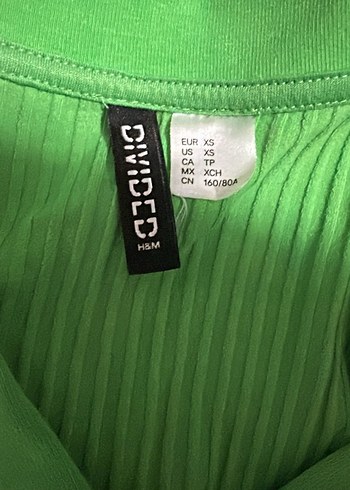 DIVIDED
H&M
EUR XS
US XS
CA TP
MX XCH
CN 160/80A